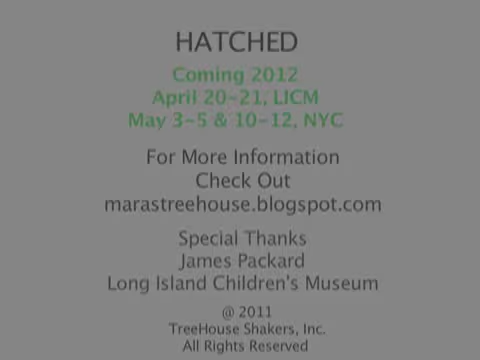 HATCHED
Coming 2012
April 20-21, LICM
May 3-5 & 10-12, NYC
For More Information
Check Out
marastreehouse.blogspot.com
Special Thanks
James Packard
Long Island Children's Museum
@ 2011
TreeHouse Shakers, Inc.
All Rights Reserved